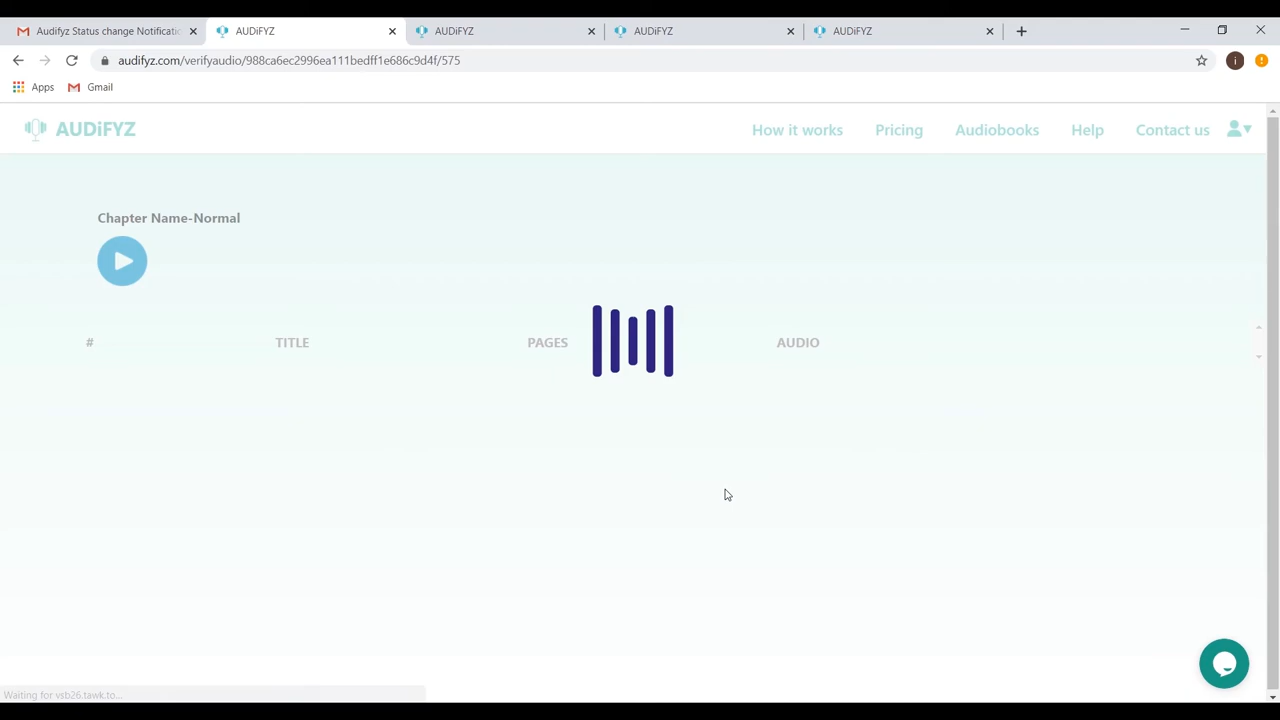 Audifyz Status change Notificatio
AUDiFYZ
AUDiFYZ
AUDiFYZ
AUDiFYZ
audifyz.com/verifyaudio/988ca6ec2996ea111bedff1e686c9d4f/575
i
Apps
Gmail
AUDiFYZ
How it works
Pricing
Audiobooks
Help
Contact us
Chapter Name-Normal
# TITLE PAGES AUDIO
Waiting for vsb26.tawk.to...